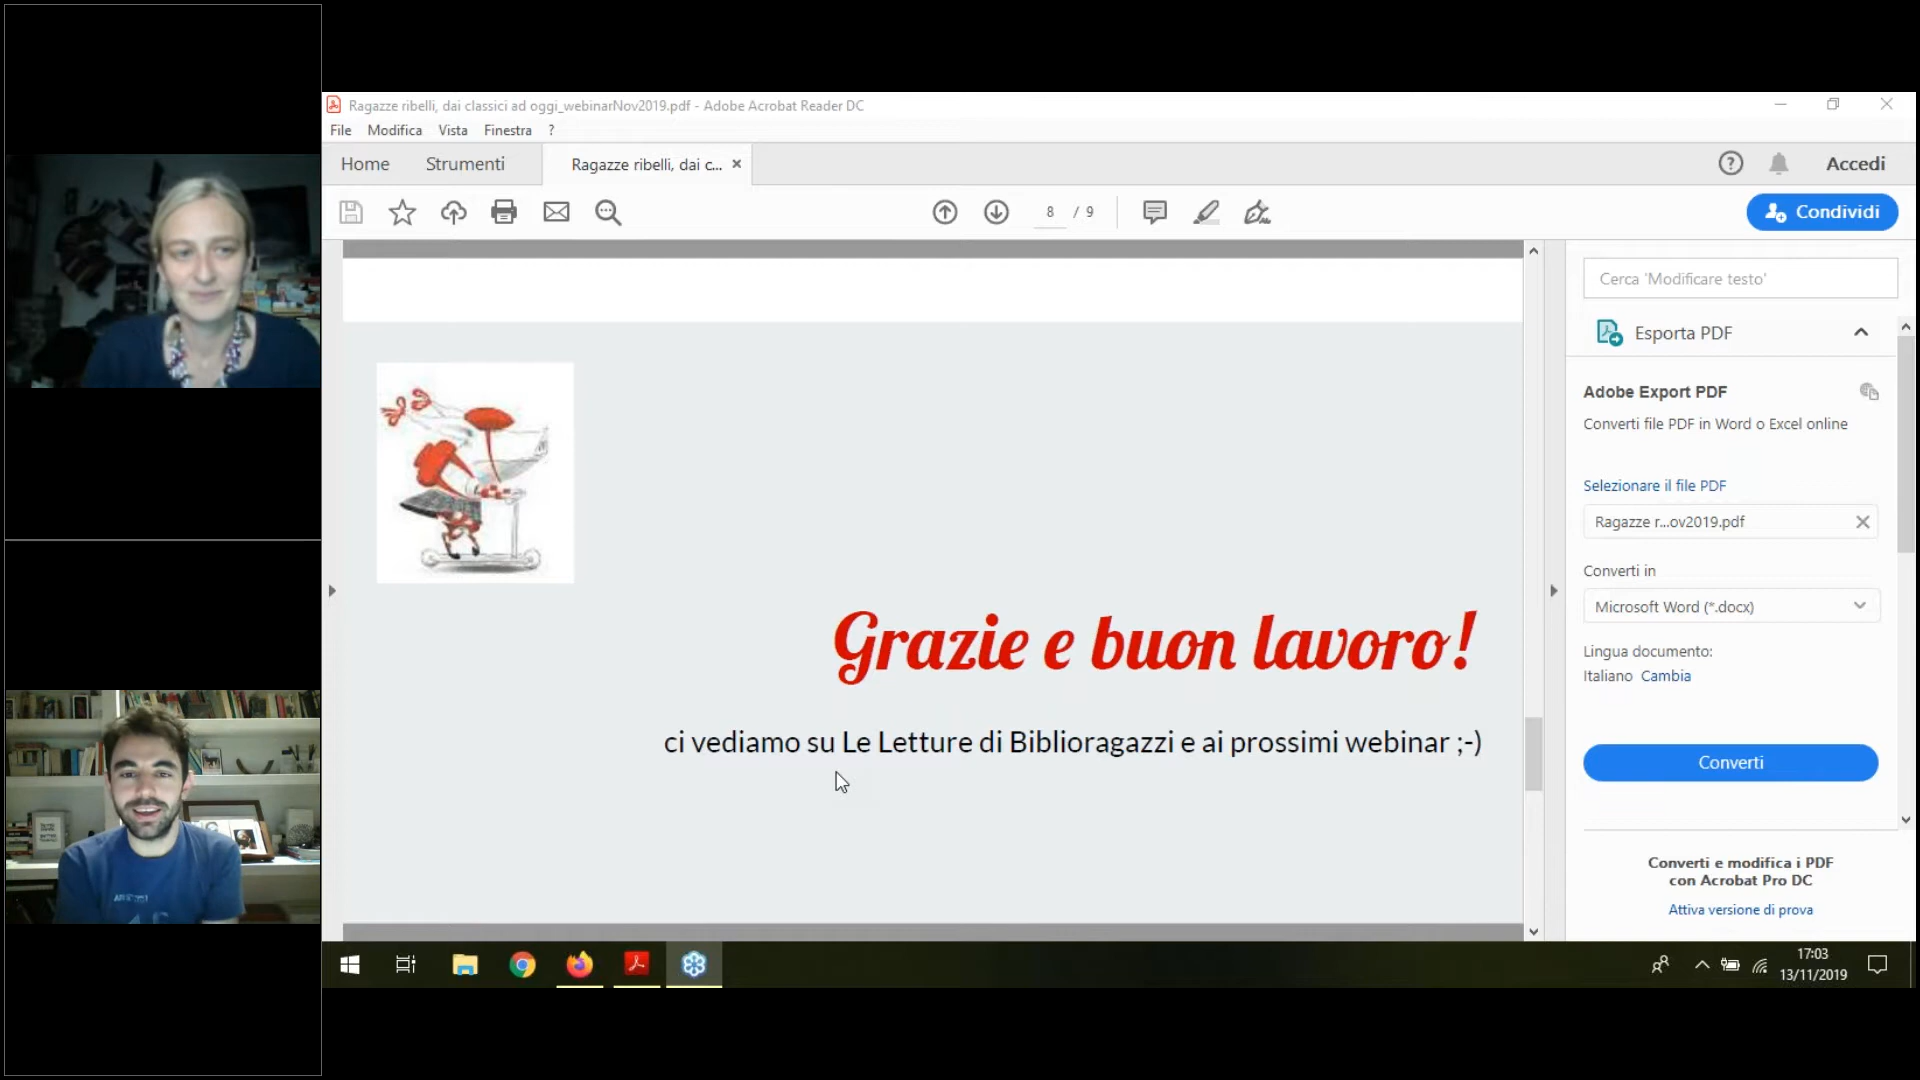 Ragazze ribelli, dai classici ad oggi_webinarNov2019.pdf - Adobe Acrobat Reader DC
File Modifica Vista Finestra ?
Home Strumenti Ragazze ribelli, dai c... × Accedi
8 / 9 Condividi
Cerca 'Modificare testo'
Esporta PDF
Adobe Export PDF
Converti file PDF in Word o Excel online
Selezionare il file PDF
Ragazze r...ov2019.pdf
Converti in
Microsoft Word (*.docx)
Lingua documento:
Italiano Cambia
Converti
Converti e modifica i PDF
con Acrobat Pro DC
Attiva versione di prova
Grazie e buon lavoro!
ci vediamo su Le Letture di Biblioragazzi e ai prossimi webinar ;-)
17:03
13/11/2019